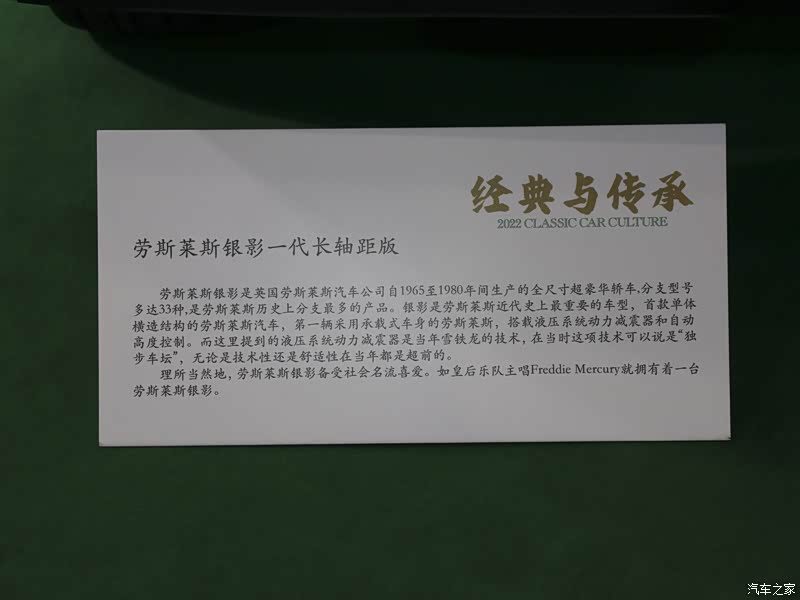 经典与传承
2022 CLASSIC CAR CULTURE
劳斯莱斯银影一代长轴距版
劳斯莱斯银影是英国劳斯莱斯汽车公司自1965至1980年间生产的全尺寸超豪华轿车,分支型号
多达33种,是劳斯莱斯历史上分支最多的产品。银影是劳斯莱斯近代史上最重要的车型，首款单体
横造结构的劳斯莱斯汽车，第一辆采用承载式车身的劳斯莱斯，搭载液压系统动力减震器和自动
高度控制。而这里提到的液压系统动力减震器是当年雪铁龙的技术，在当时这项技术可以说是“独
步车坛”，无论是技术性还是舒适性在当年都是超前的。
理所当然地，劳斯莱斯银影备受社会名流喜爱。如皇后乐队主唱Freddie Mercury就拥有着一台
劳斯莱斯银影。
汽车之家